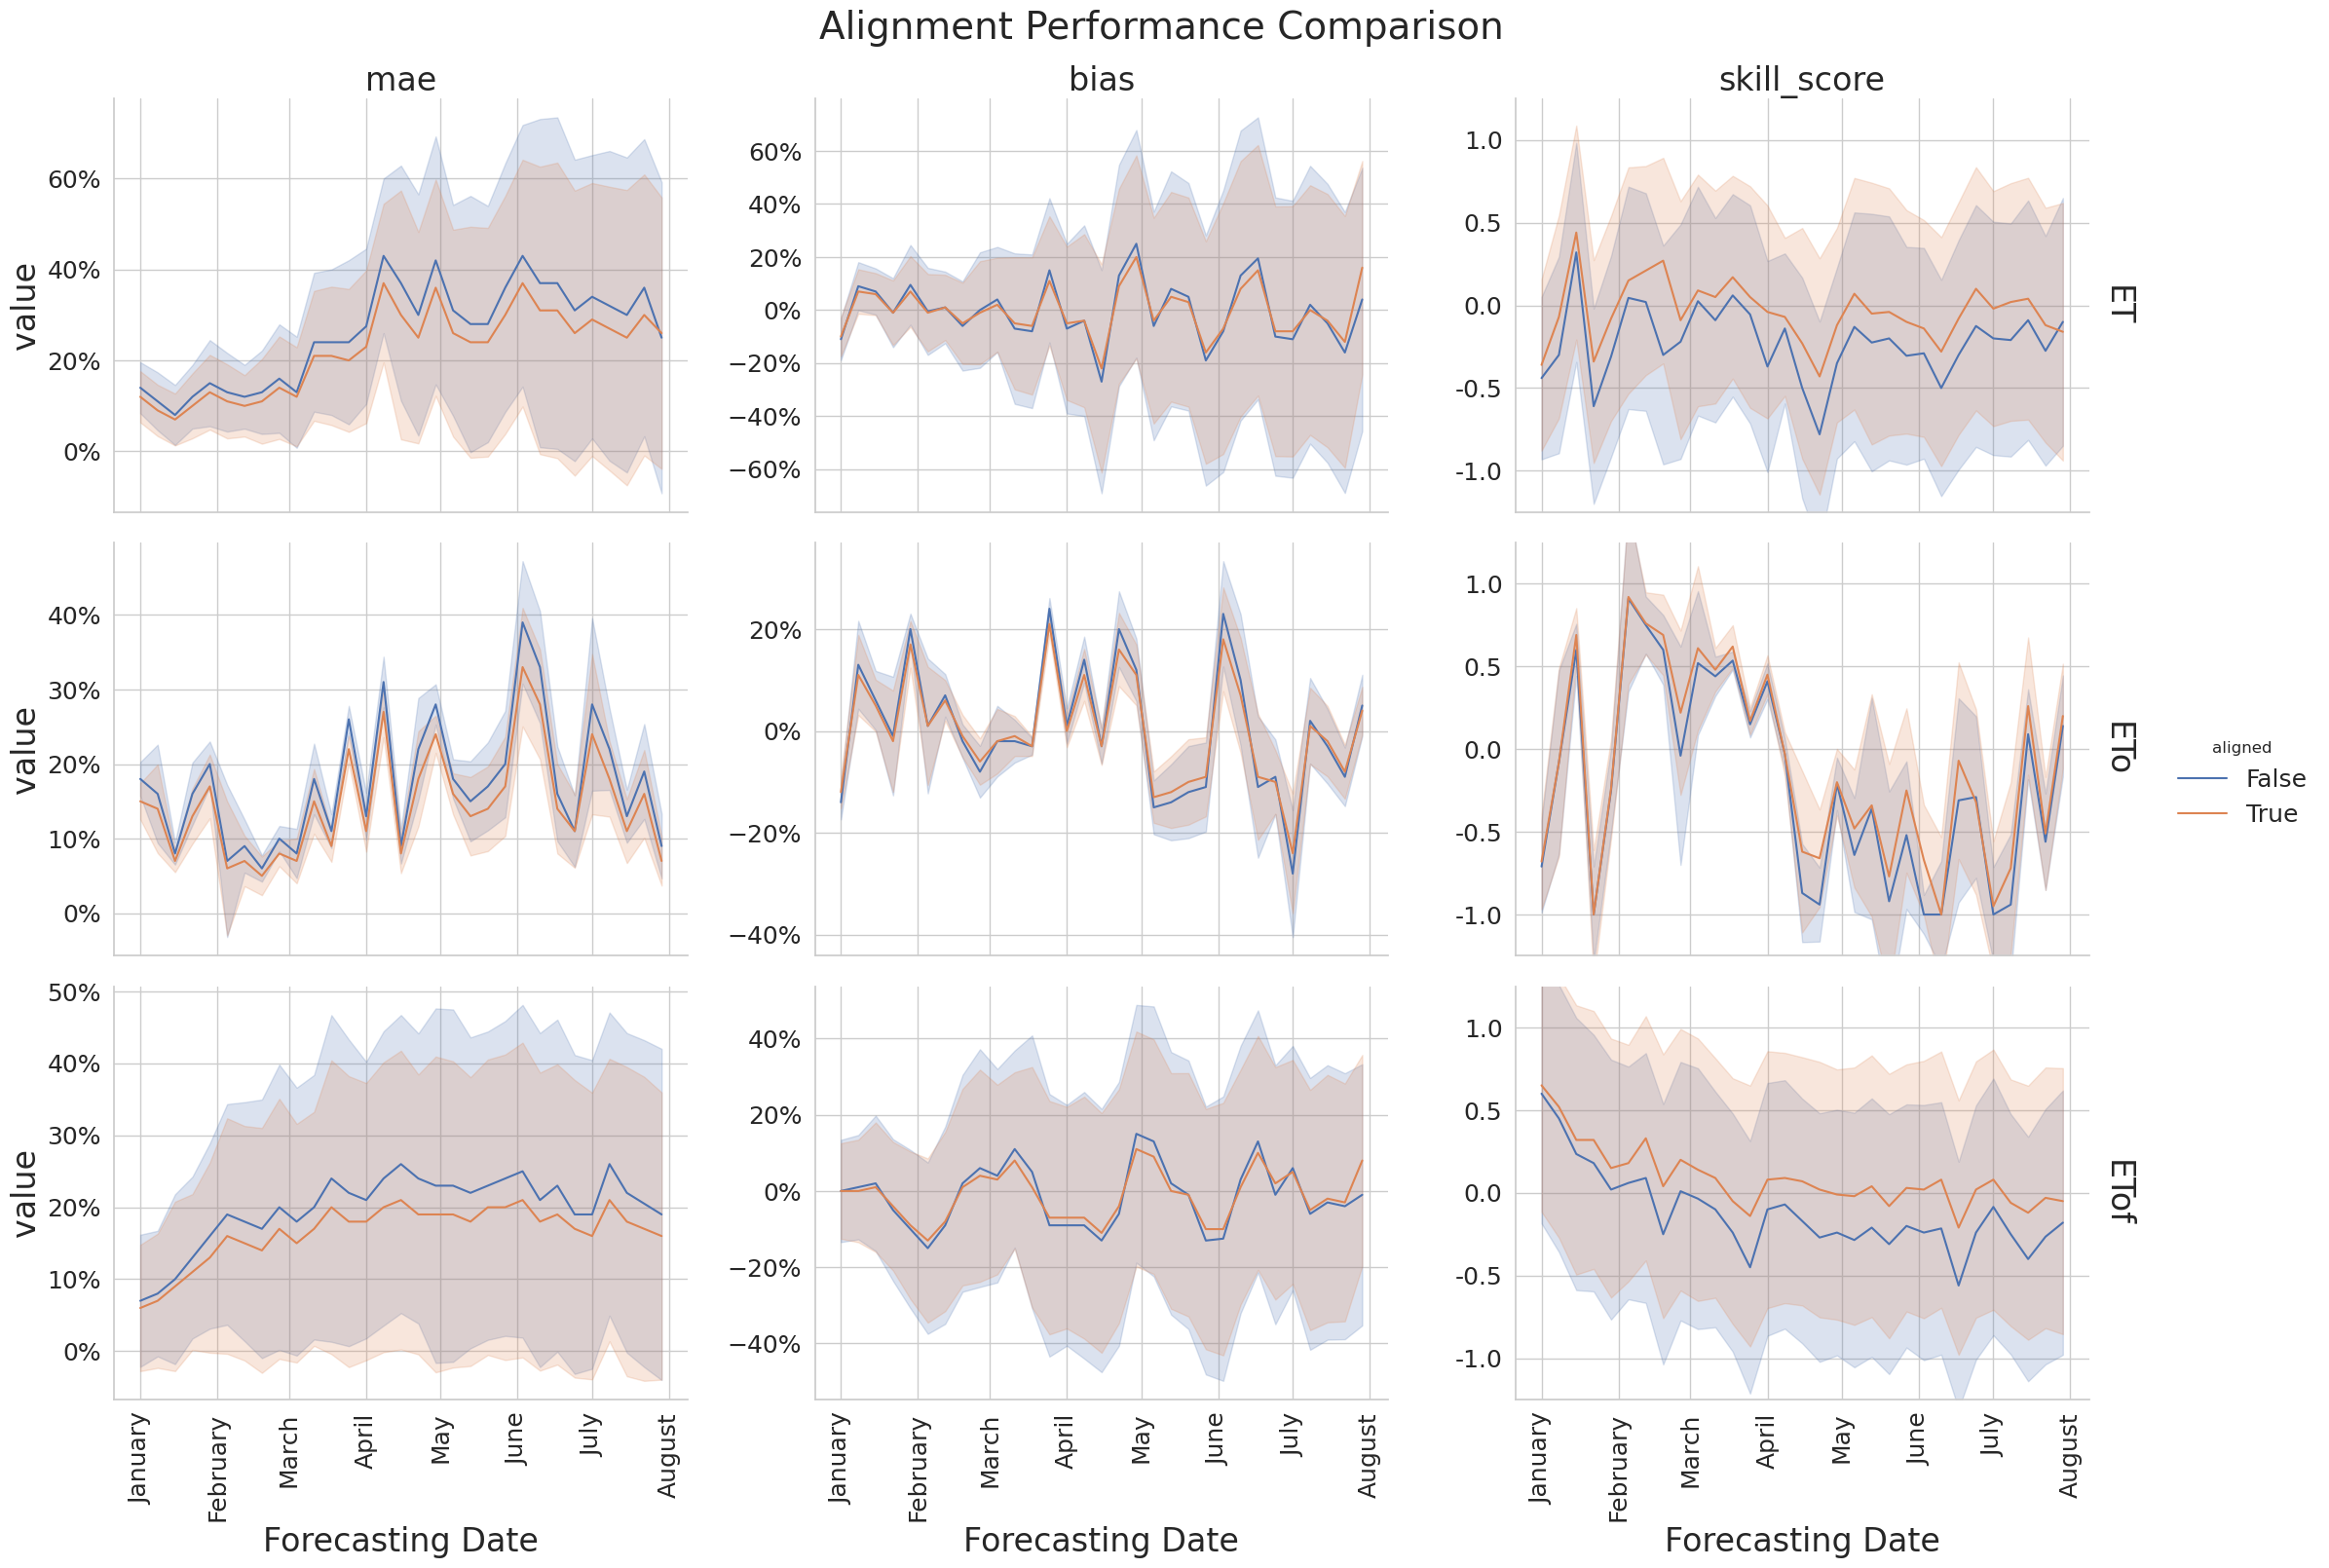 Alignment Performance Comparison
mae
bias
skill_score
value
60%
40%
20%
0%
60%
40%
20%
0%
−20%
−40%
−60%
1.0
0.5
0.0
-0.5
-1.0
ET
value
40%
30%
20%
10%
0%
20%
0%
−20%
−40%
1.0
0.5
0.0
-0.5
-1.0
ETo
value
50%
40%
30%
20%
10%
0%
40%
20%
0%
−20%
−40%
1.0
0.5
0.0
-0.5
-1.0
ETof
aligned
False
True
January
February
March
April
May
June
July
August
January
February
March
April
May
June
July
August
January
February
March
April
May
June
July
August
Forecasting Date
Forecasting Date
Forecasting Date